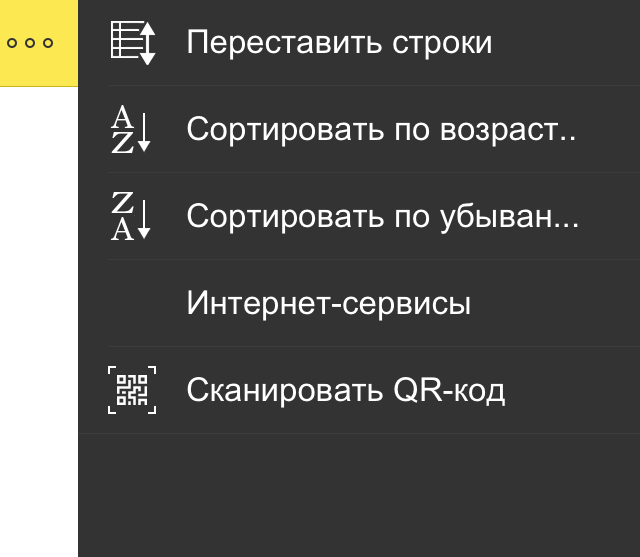 Переставить строки
Сортировать по возраст..
Сортировать по убыван...
Интернет-сервисы
Сканировать QR-код